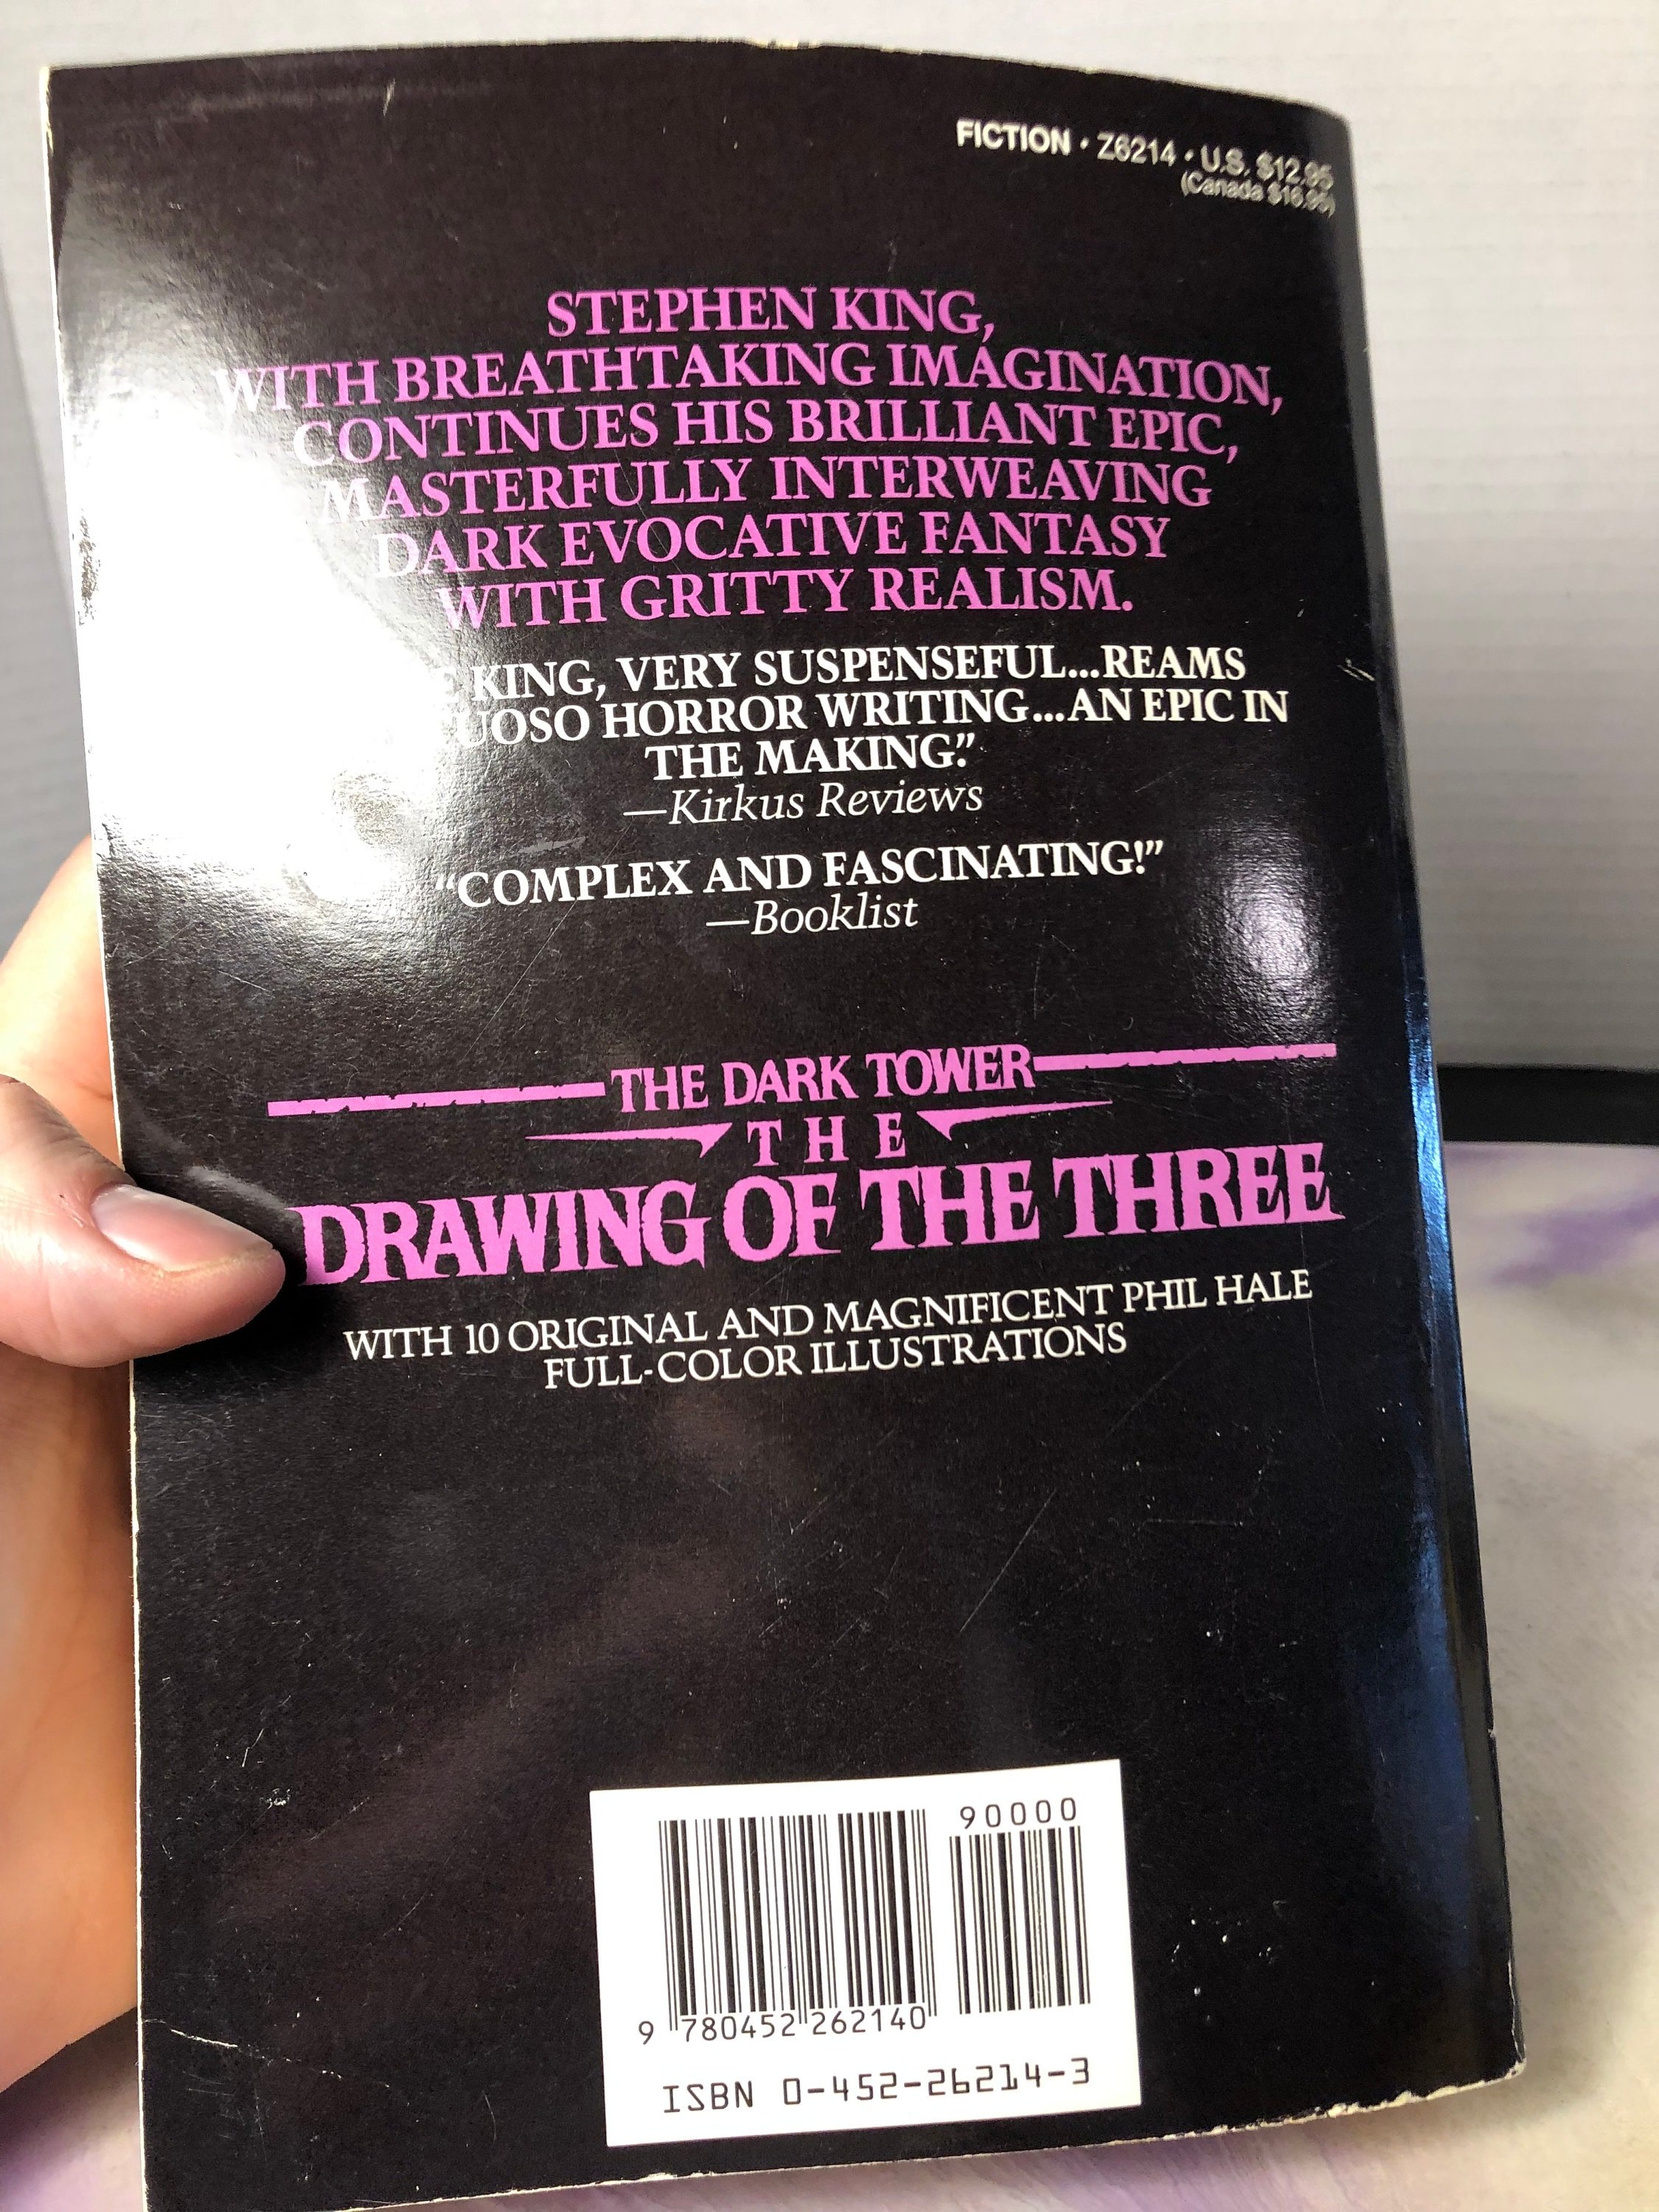 FICTION • Z6214 • U.S. $12.95
(Canada $16.95)
STEPHEN KING,
WITH BREATHTAKING IMAGINATION,
CONTINUES HIS BRILLIANT EPIC,
MASTERFULLY INTERWEAVING
DARK EVOCATIVE FANTASY
WITH GRITTY REALISM.
KING, VERY SUSPENSEFUL...REAMS
HORROR WRITING...AN EPIC IN
THE MAKING."
—Kirkus Reviews
"COMPLEX AND FASCINATING!"
—Booklist
THE DARK TOWER
THE
DRAWING OF THE THREE
WITH 10 ORIGINAL AND MAGNIFICENT PHIL HALE
FULL-COLOR ILLUSTRATIONS
90000
9 780452 262140
ISBN 0-452-26214-3